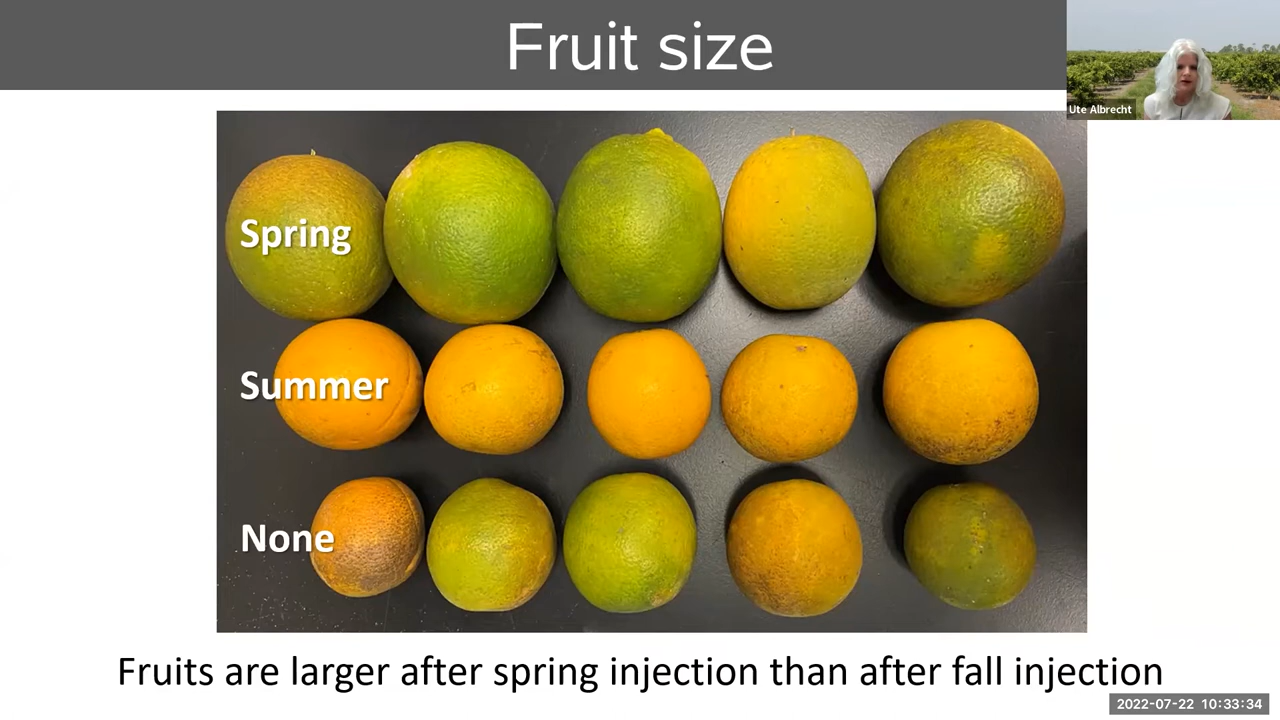 Fruit size
Ute Albrecht
Spring
Summer
None
Fruits are larger after spring injection than after fall injection
2022-07-22 10:33:34